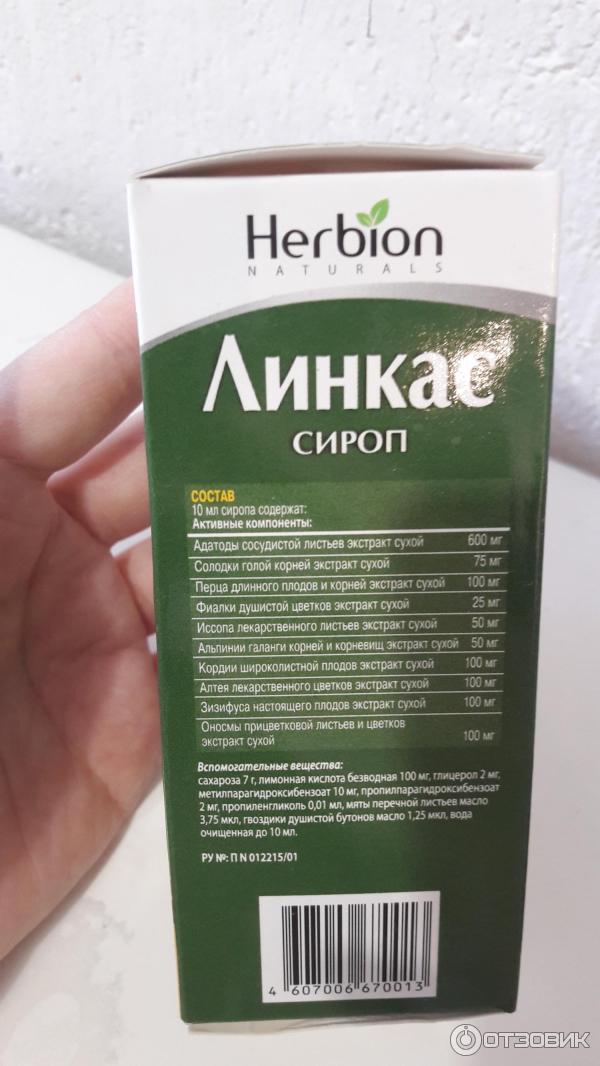 Herbion
NATURALS
Линкас
СИРОП
СОСТАВ
10 мл сиропа содержат:
Активные компоненты:
Адатоды сосудистой листьев экстракт сухой 600 мг
Солодки голой корней экстракт сухой 75 мг
Перца длинного плодов и корней экстракт сухой 100 мг
Фиалки душистой цветков экстракт сухой 25 мг
Иссопа лекарственного листьев экстракт сухой 50 мг
Альпинии галанги корней и корневищ экстракт сухой 50 мг
Кордии широколистной плодов экстракт сухой 100 мг
Алтея лекарственного цветков экстракт сухой 100 мг
Зизифуса настоящего плодов экстракт сухой 100 мг
Оносмы прицветковой листьев и цветков
экстракт сухой 100 мг
Вспомогательные вещества:
сахароза 7 г, лимонная кислота безводная 100 мг, глицерол 2 мг,
метилпарагидроксибензоат 10 мг, пропилпарагидроксибензоат
2 мг, пропиленгликоль 0,01 мл, мяты перечной листьев масло
3,75 мкл, гвоздики душистой бутонов масло 1,25 мкл, вода
очищенная до 10 мл.
РУ №: П N 012215/01
4 607006 670013
ОТЗОВИК